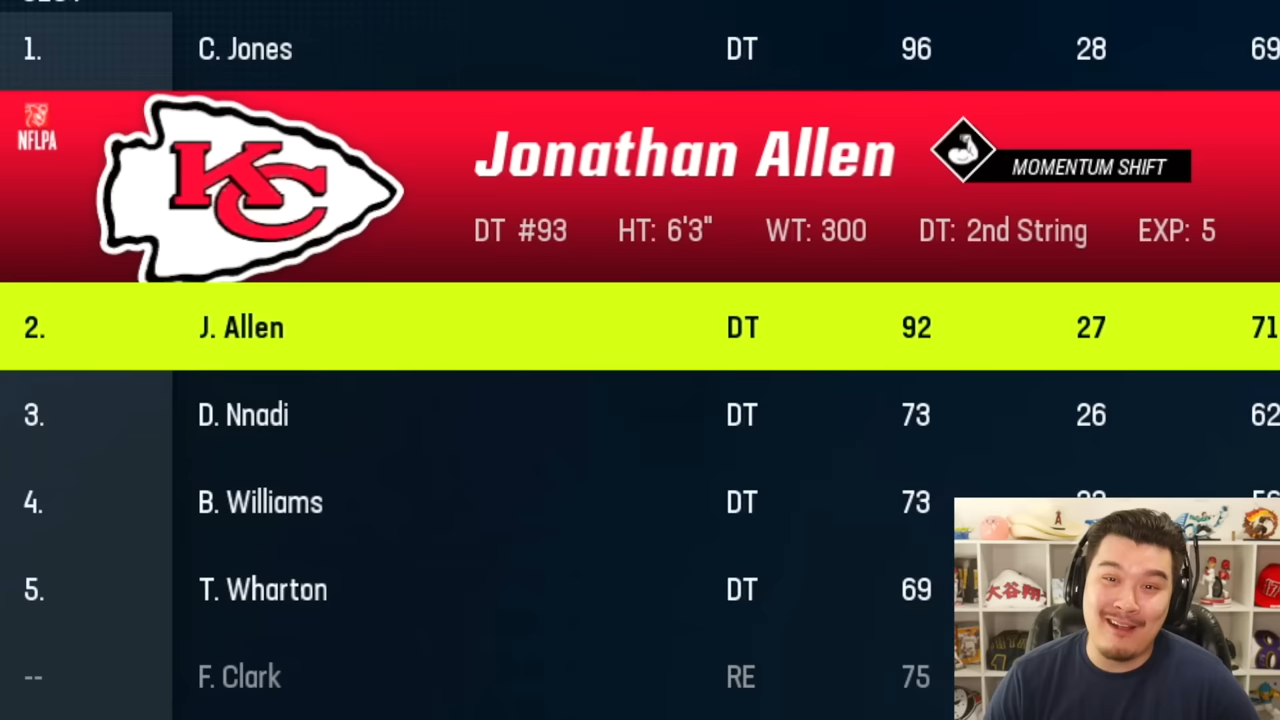 1. C. Jones DT 96 28 69
NFLPA
KC
Jonathan Allen
MOMENTUM SHIFT
DT #93 HT: 6'3" WT: 300 DT: 2nd String EXP: 5
2. J. Allen DT 92 27 71
3. D. Nnadi DT 73 26 62
4. B. Williams DT 73
5. T. Wharton DT 69
大谷翔
17
-- F. Clark RE 75